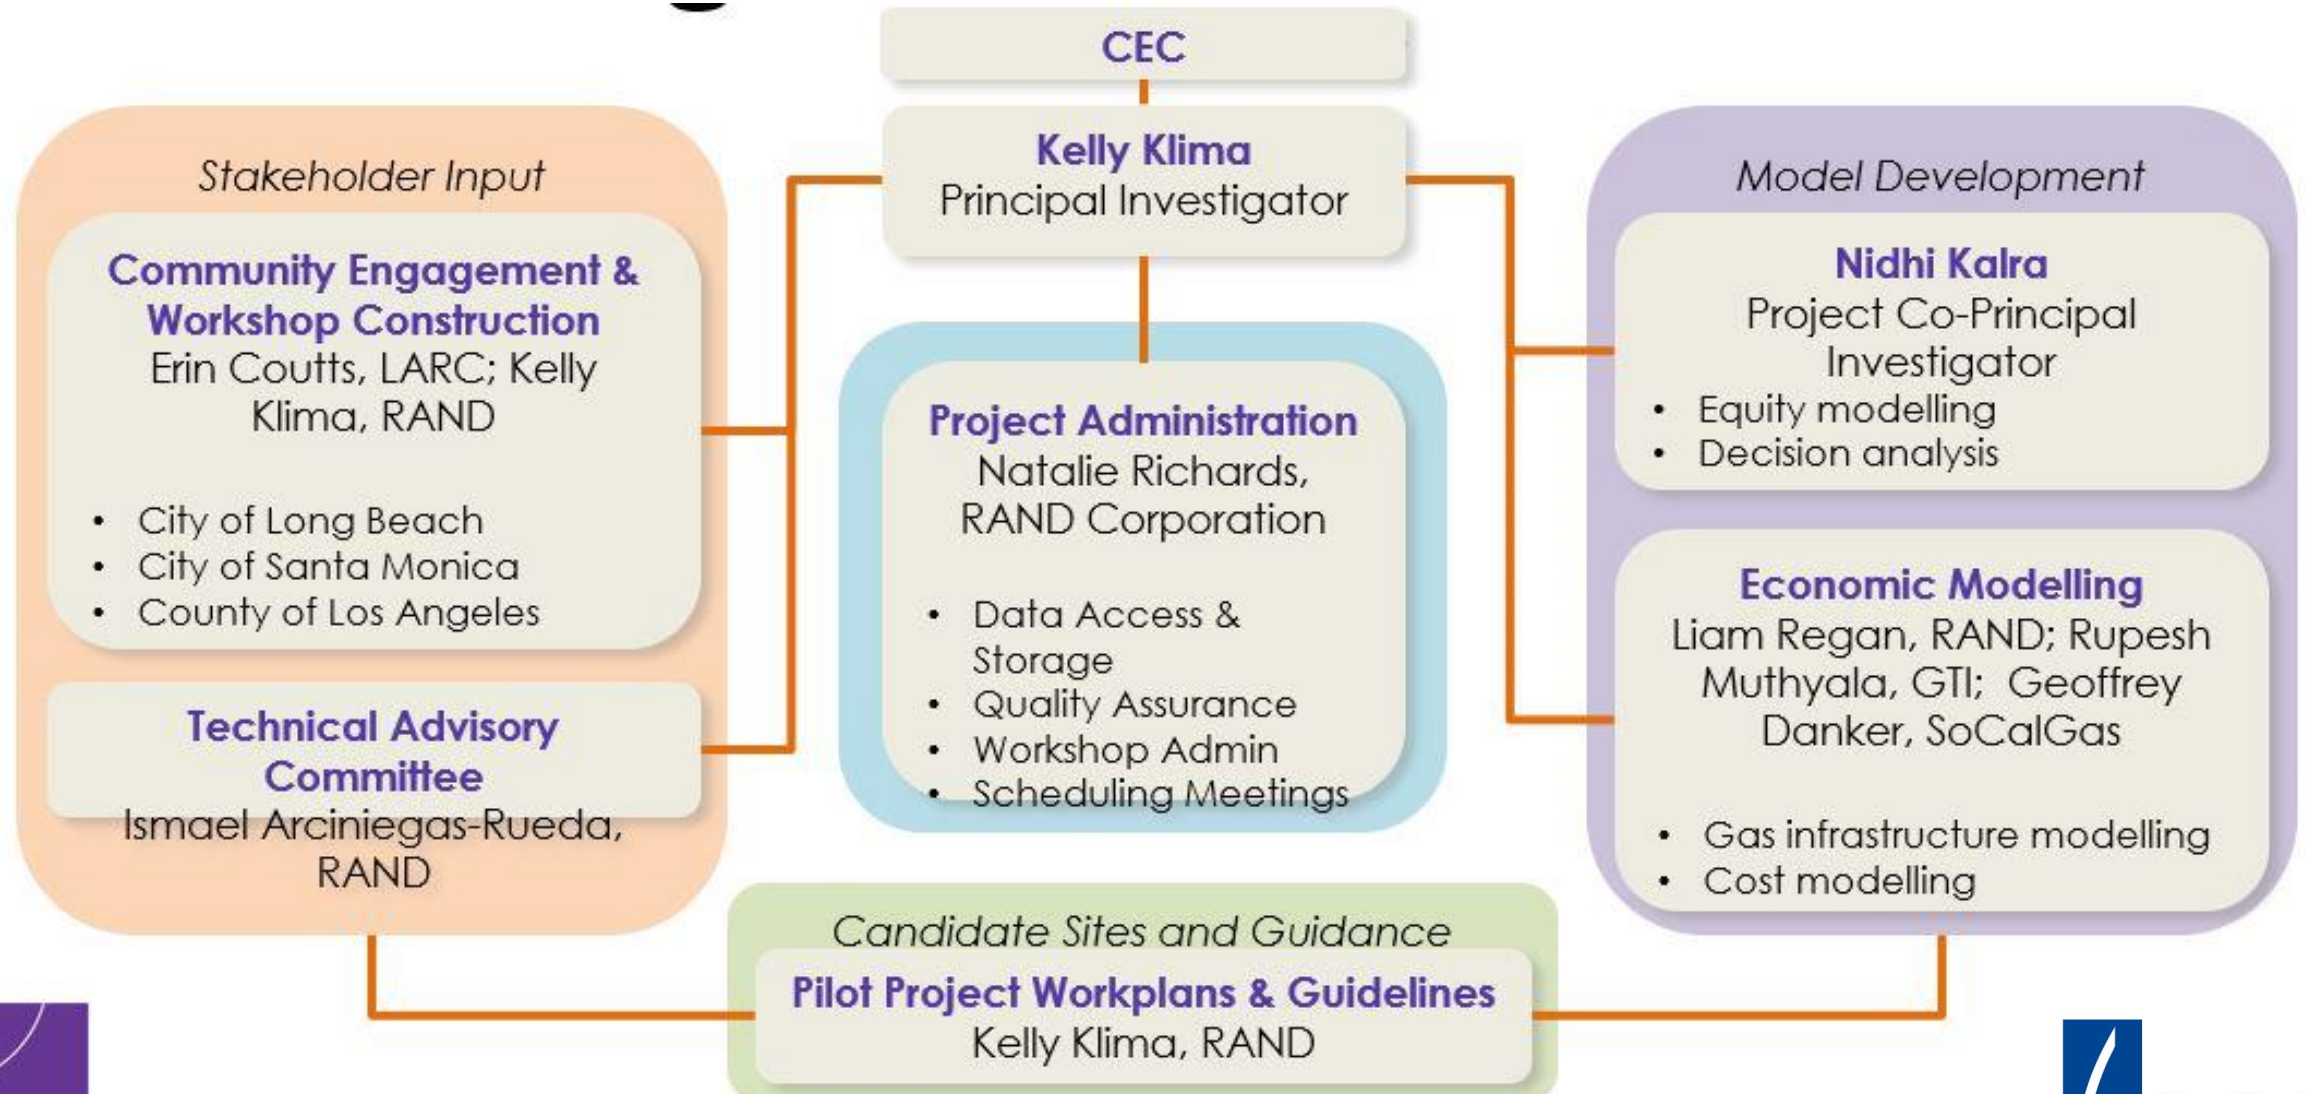 CEC
Kelly Klima
Principal Investigator
Stakeholder Input
Community Engagement &
Workshop Construction
Erin Coutts, LARC; Kelly
Klima, RAND
• City of Long Beach
• City of Santa Monica
• County of Los Angeles
Technical Advisory
Committee
Ismael Arciniegas-Rueda,
RAND
Project Administration
Natalie Richards,
RAND Corporation
• Data Access &
Storage
• Quality Assurance
• Workshop Admin
• Scheduling Meetings
Model Development
Nidhi Kalra
Project Co-Principal
Investigator
• Equity modelling
• Decision analysis
Economic Modelling
Liam Regan, RAND; Rupesh
Muthyala, GTI; Geoffrey
Danker, SoCalGas
• Gas infrastructure modelling
• Cost modelling
Candidate Sites and Guidance
Pilot Project Workplans & Guidelines
Kelly Klima, RAND